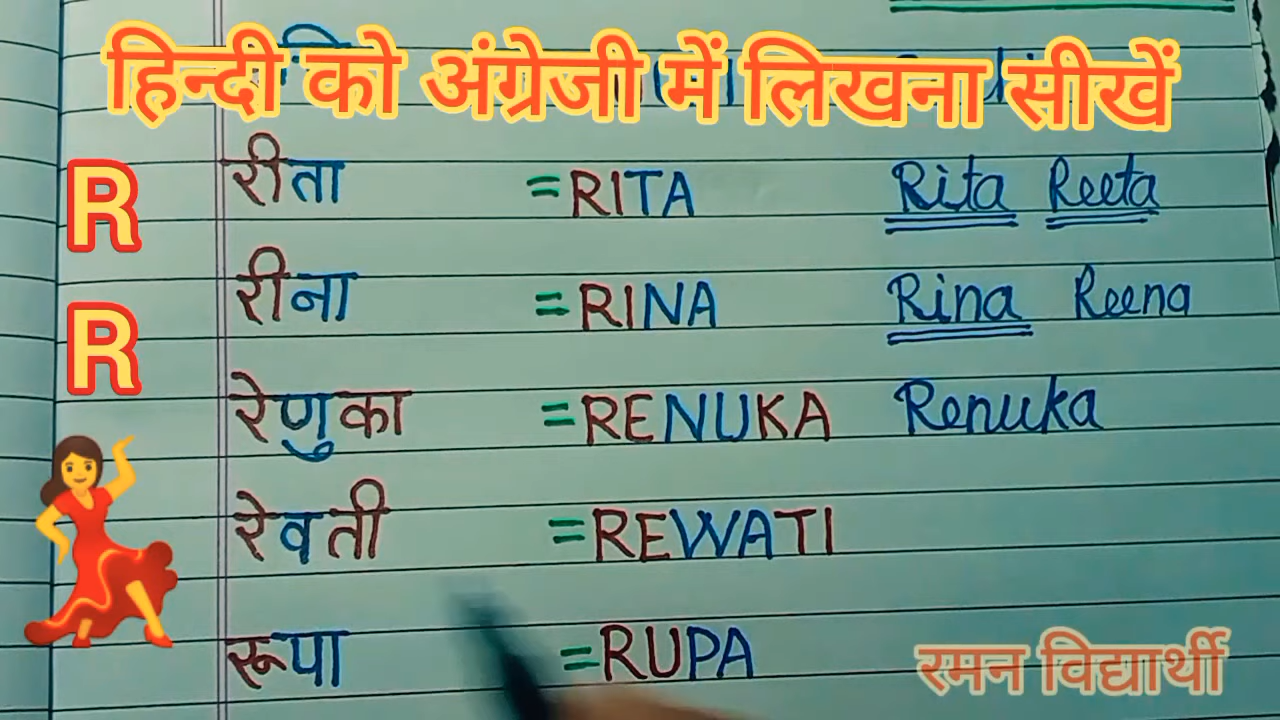 हिन्दी को अंग्रेजी में लिखना सीखें
R
रीता = RITA Rita Reeta
R
रीना = RINA Rina Reena
रेणुका = RENUKA Renuka
रेवती = REWATI
रूपा = RUPA
रमन विद्यार्थी